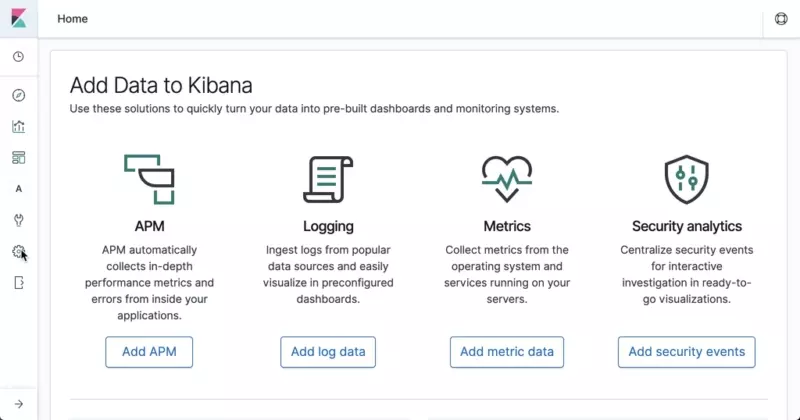 Home
Add Data to Kibana
Use these solutions to quickly turn your data into pre-built dashboards and monitoring systems.
APM
APM automatically
collects in-depth
performance metrics and
errors from inside your
applications.
Add APM
Logging
Ingest logs from popular
data sources and easily
visualize in preconfigured
dashboards.
Add log data
Metrics
Collect metrics from the
operating system and
services running on your
servers.
Add metric data
Security analytics
Centralize security events
for interactive
investigation in ready-to-
go visualizations.
Add security events
A